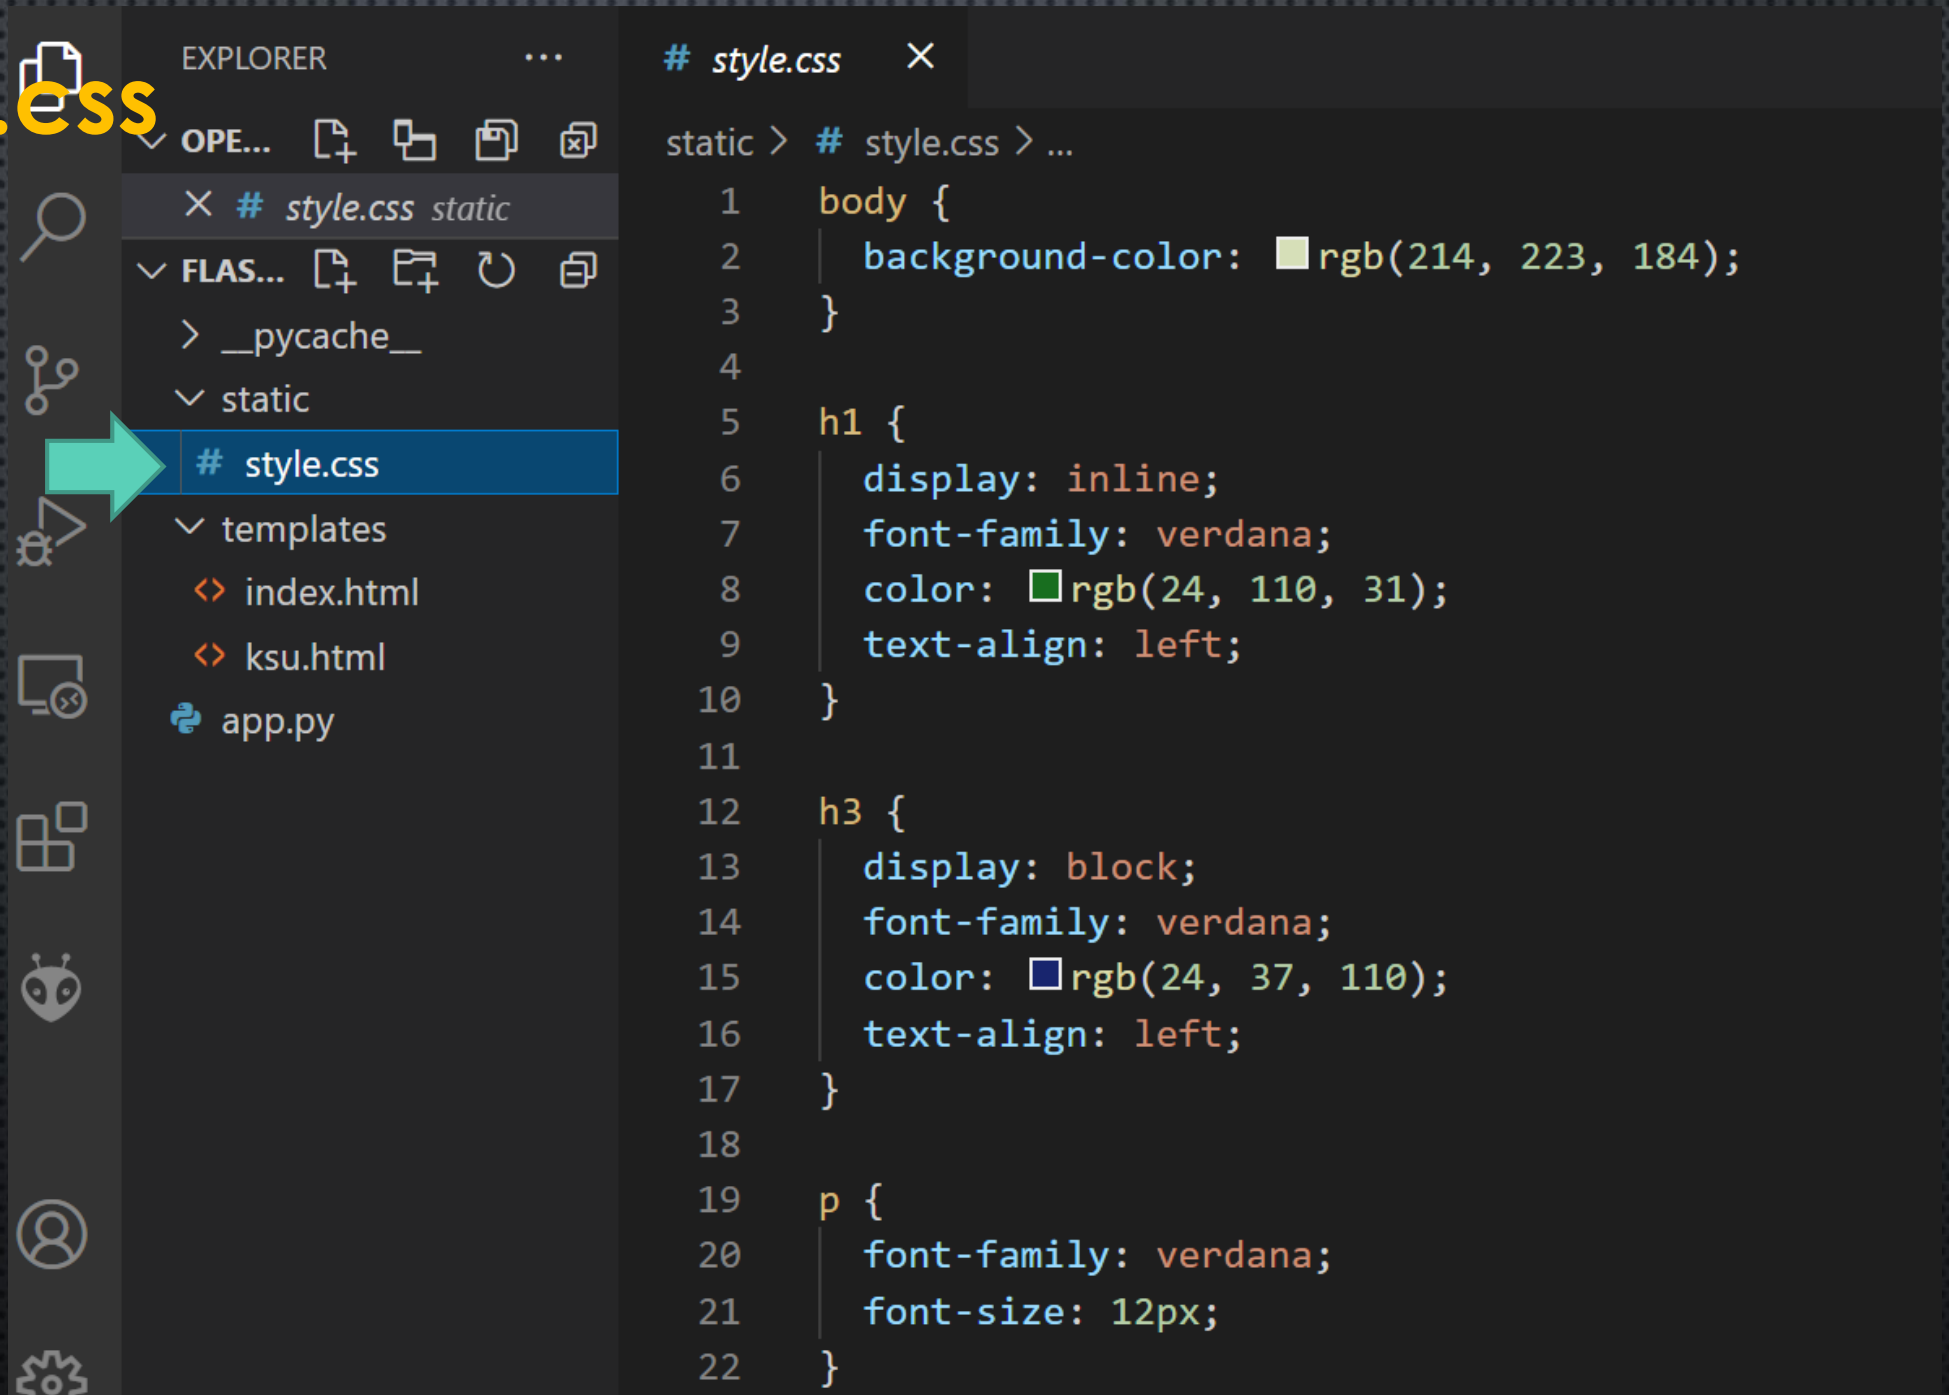 .css
EXPLORER ...
OPE...
style.css static
FLAS...
__pycache__
static
# style.css
templates
<> index.html
<> ksu.html
app.py
# style.css
static > # style.css > ...
1 body {
2 background-color: rgb(214, 223, 184);
3 }
4
5 h1 {
6 display: inline;
7 font-family: verdana;
8 color: rgb(24, 110, 31);
9 text-align: left;
10 }
11
12 h3 {
13 display: block;
14 font-family: verdana;
15 color: rgb(24, 37, 110);
16 text-align: left;
17 }
18
19 p {
20 font-family: verdana;
21 font-size: 12px;
22 }